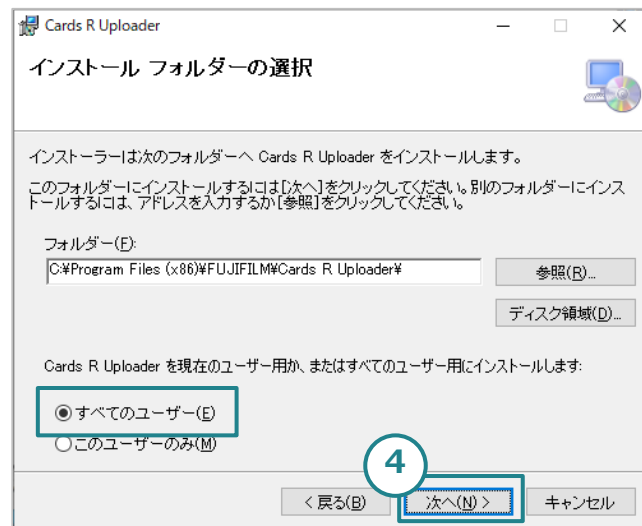 Cards R Uploader
インストール フォルダーの選択
インストーラーは次のフォルダーへ Cards R Uploader をインストールします。
このフォルダーにインストールするには[次へ]をクリックしてください。別のフォルダーにインス
トールするには、アドレスを入力するか[参照]をクリックしてください。
フォルダー(F):
C:¥Program Files (x86)¥FUJIFILM¥Cards R Uploader¥
参照(R)...
ディスク領域(D)...
Cards R Uploader を現在のユーザー用か、またはすべてのユーザー用にインストールします:
すべてのユーザー(E)
このユーザーのみ(M)
4
< 戻る(B)
次へ(N) >
キャンセル